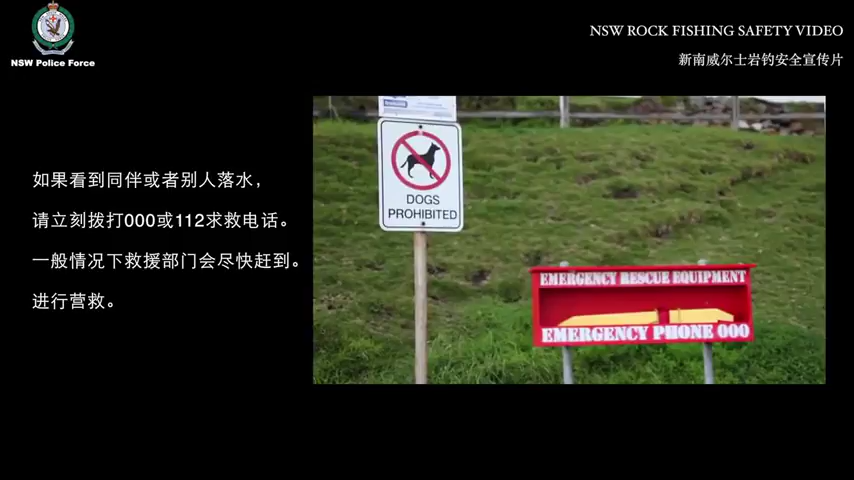 NSW Police Force
NSW ROCK FISHING SAFETY VIDEO
新南威尔士岩钓安全宣传片
如果看到同伴或者别人落水，
请立刻拨打000或112求救电话。
一般情况下救援部门会尽快赶到。
进行营救。
DOGS
PROHIBITED
EMERGENCY RESCUE EQUIPMENT
EMERGENCY PHONE 000